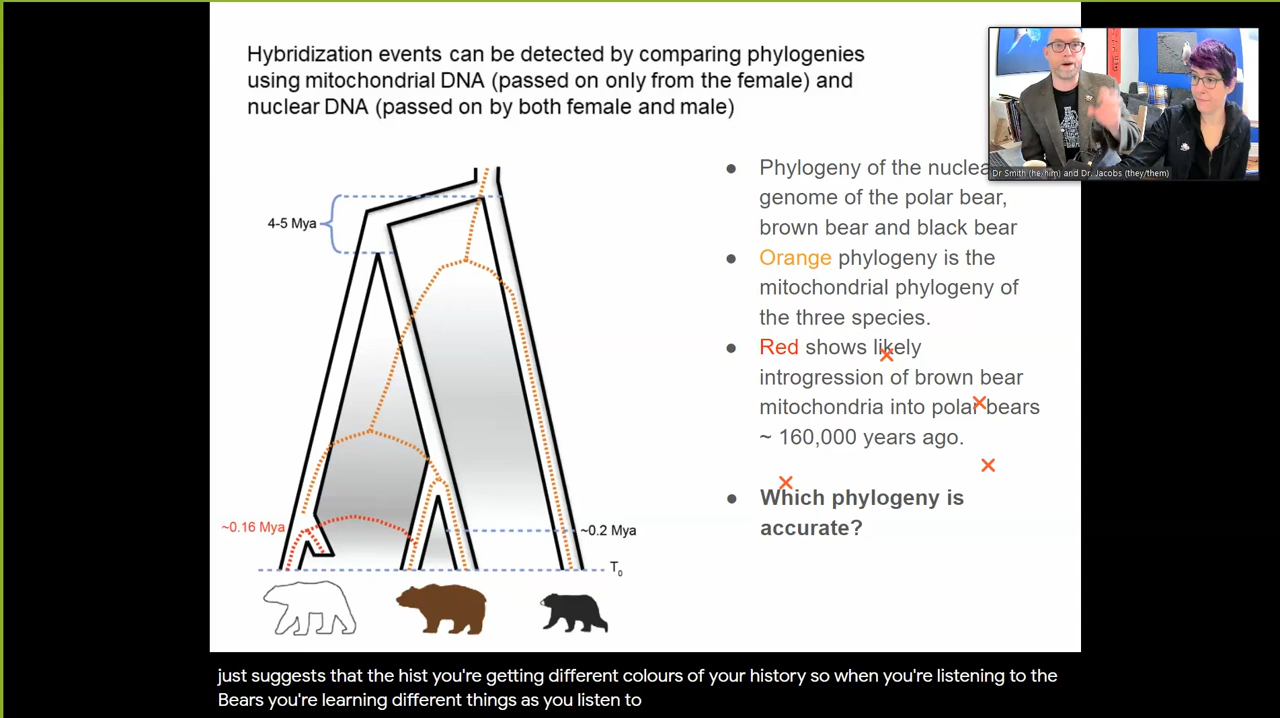 Hybridization events can be detected by comparing phylogenies
using mitochondrial DNA (passed on only from the female) and
nuclear DNA (passed on by both female and male)
Dr Smith (he/him) and Dr. Jacobs (they/them)
4-5 Mya
~0.16 Mya
~0.2 Mya
T0
● Phylogeny of the nuclea
genome of the polar bear,
brown bear and black bear
● Orange phylogeny is the
mitochondrial phylogeny of
the three species.
● Red shows likely
introgression of brown bear
mitochondria into polar bears
~ 160,000 years ago.
● Which phylogeny is
accurate?
just suggests that the hist you're getting different colours of your history so when you're listening to the
Bears you're learning different things as you listen to